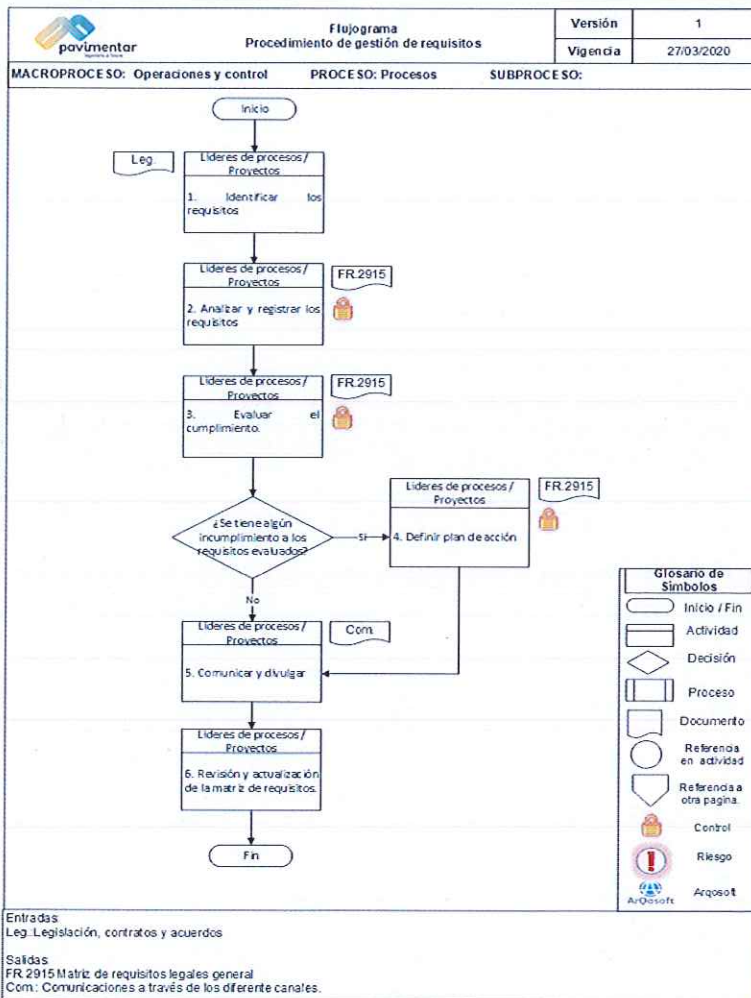 pavimentar
Flujograma
Procedimiento de gestión de requisitos
Versión 1
Vigencia 27/03/2020
MACROPROCESO: Operaciones y control PROCESO: Procesos SUBPROCESO:
Inicio
Leg.
Lideres de procesos/
Proyectos
1. Identificar los
requisitos
Lideres de procesos/
Proyectos
FR.2915
2. Analizar y registrar los
requisitos
Lideres de procesos/
Proyectos
FR.2915
3. Evaluar el
cumplimiento.
¿Se tiene algún
incumplimiento a los
requisitos evaluados?
Si
Lideres de procesos/
Proyectos
FR.2915
4. Definir plan de acción
No
Lideres de procesos/
Proyectos
Com.
5. Comunicar y divulgar
Lideres de procesos/
Proyectos
6. Revisión y actualización
de la matriz de requisitos.
Fin
Glosario de
Simbolos
Inicio / Fin
Actividad
Decisión
Proceso
Documento
Referencia
en actividad
Referencia a
otra pagina.
Control
Riesgo
ArQosoft
Arqosoft
Entradas
Leg.:Legislación, contratos y acuerdos
Salidas
FR.2915 Matriz de requisitos legales general
Com.: Comunicaciones a través de los diferente canales.